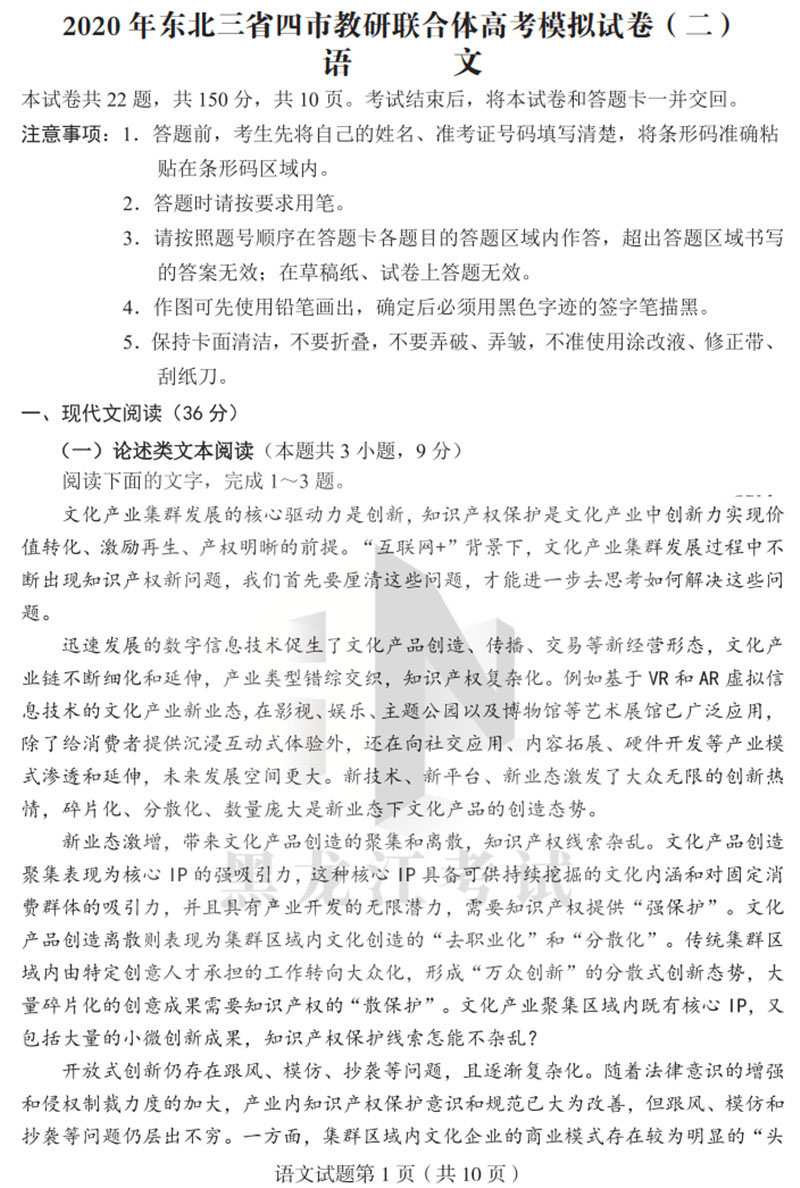 2020年东北三省四市教研联合体高考模拟试卷（二）
语 文
本试卷共22题，共150分，共10页。考试结束后，将本试卷和答题卡一并交回。
注意事项：1．答题前，考生先将自己的姓名、准考证号码填写清楚，将条形码准确粘
贴在条形码区域内。
2．答题时请按要求用笔。
3．请按照题号顺序在答题卡各题目的答题区域内作答，超出答题区域书写
的答案无效；在草稿纸、试卷上答题无效。
4．作图可先使用铅笔画出，确定后必须用黑色字迹的签字笔描黑。
5．保持卡面清洁，不要折叠，不要弄破、弄皱，不准使用涂改液、修正带、
刮纸刀。
一、现代文阅读（36分）
（一）论述类文本阅读（本题共3小题，9分）
阅读下面的文字，完成1～3题。
文化产业集群发展的核心驱动力是创新，知识产权保护是文化产业中创新力实现价
值转化、激励再生、产权明晰的前提。“互联网+”背景下，文化产业集群发展过程中不
断出现知识产权新问题，我们首先要厘清这些问题，才能进一步去思考如何解决这些问
题。
迅速发展的数字信息技术促生了文化产品创造、传播、交易等新经营形态，文化产
业链不断细化和延伸，产业类型错综交织，知识产权复杂化。例如基于VR和AR虚拟信
息技术的文化产业新业态，在影视、娱乐、主题公园以及博物馆等艺术展馆已广泛应用，
除了给消费者提供沉浸互动式体验外，还在向社交应用、内容拓展、硬件开发等产业模
式渗透和延伸，未来发展空间更大。新技术、新平台、新业态激发了大众无限的创新热
情，碎片化、分散化、数量庞大是新业态下文化产品的创造态势。
新业态激增，带来文化产品创造的聚集和离散，知识产权线索杂乱。文化产品创造
聚集表现为核心IP的强吸引力，这种核心IP具备可供持续挖掘的文化内涵和对固定消
费群体的吸引力，并且具有产业开发的无限潜力，需要知识产权提供“强保护”。文化
产品创造离散则表现为集群区域内文化创造的“去职业化”和“分散化”。传统集群区
域内由特定创意人才承担的工作转向大众化，形成“万众创新”的分散式创新态势，大
量碎片化的创意成果需要知识产权的“散保护”。文化产业聚集区域内既有核心IP，又
包括大量的小微创新成果，知识产权保护线索怎能不杂乱？
开放式创新仍存在跟风、模仿、抄袭等问题，且逐渐复杂化。随着法律意识的增强
和侵权制裁力度的加大，产业内知识产权保护意识和规范已大为改善，但跟风、模仿和
抄袭等问题仍层出不穷。一方面，集群区域内文化企业的商业模式存在较为明显的“头
语文试题第1页（共10页）
黑龙江考试